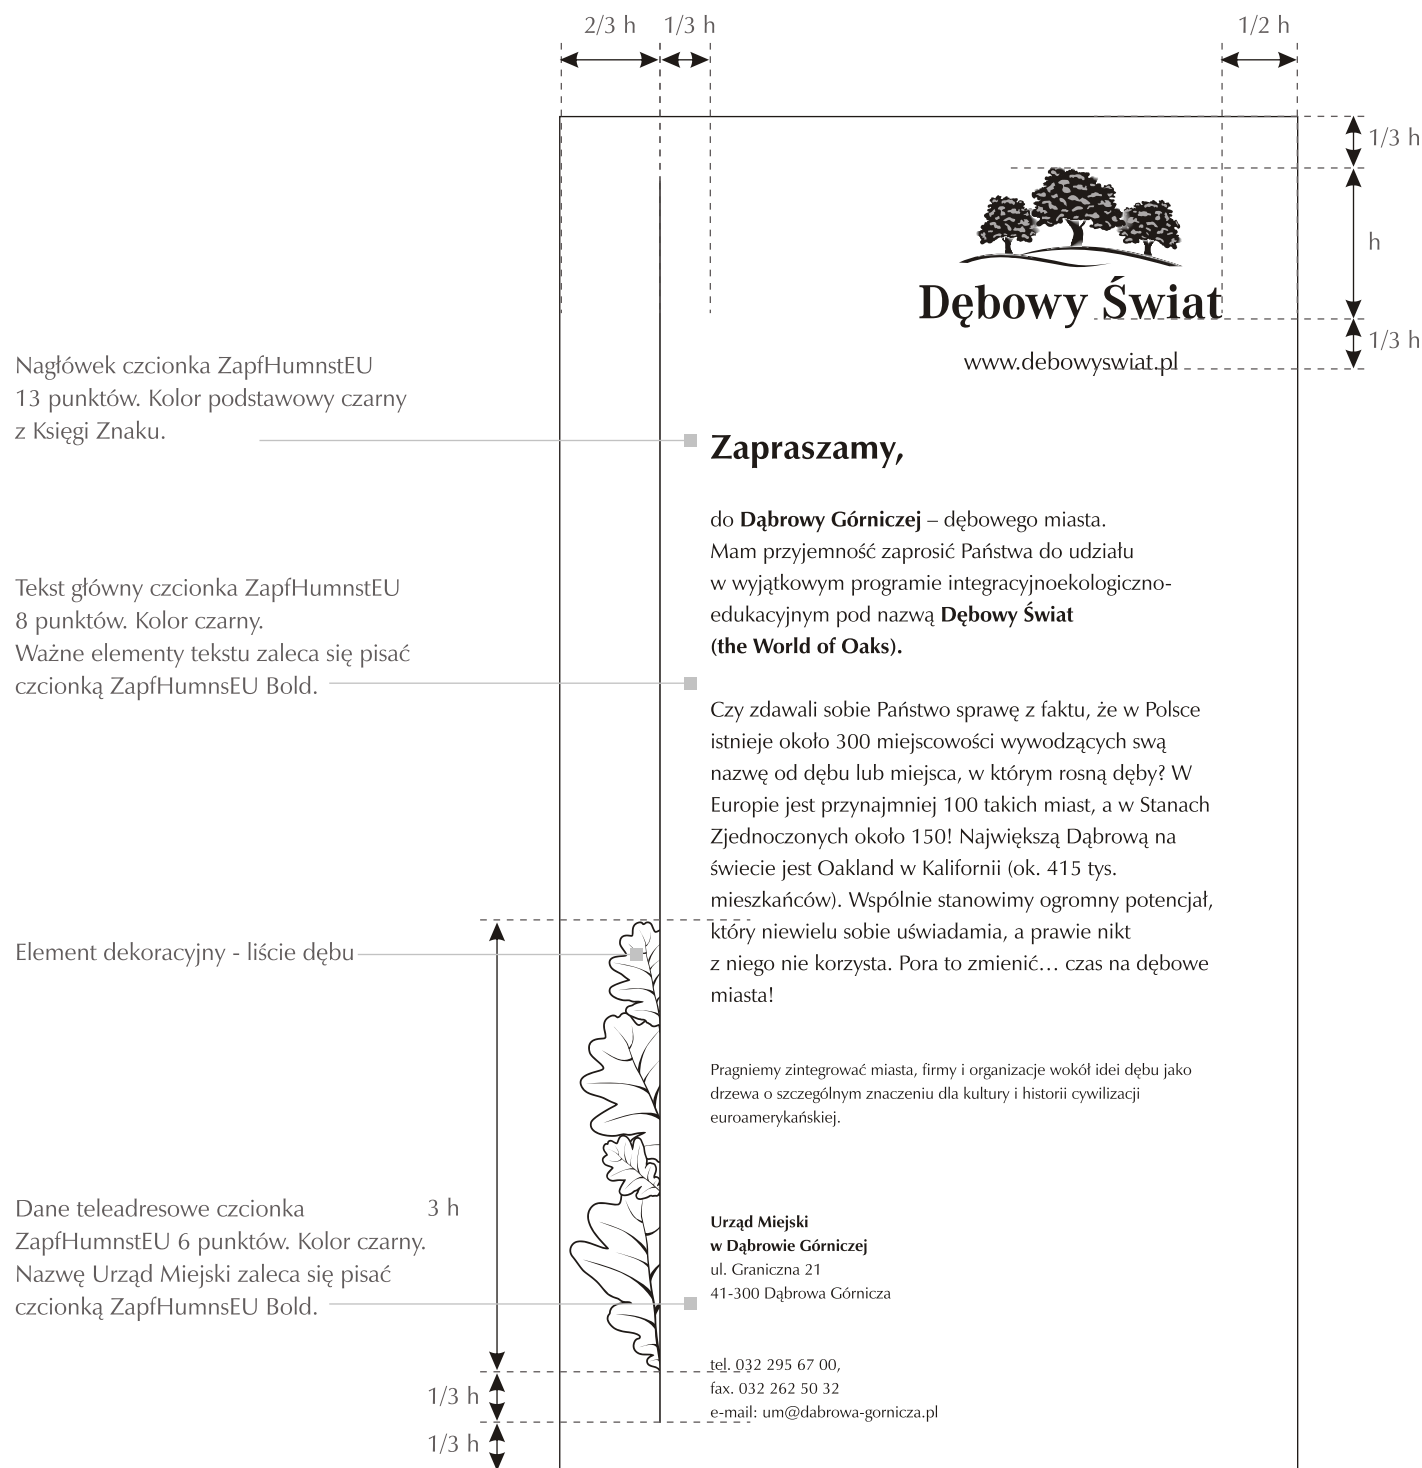 2/3 h
1/3 h
1/2 h
1/3 h
h
Dębowy Świat
1/3 h
www.debowyswiat.pl
Nagłówek czcionka ZapfHumnstEU
13 punktów. Kolor podstawowy czarny
z Księgi Znaku.
Zapraszamy,
do Dąbrowy Górniczej – dębowego miasta.
Mam przyjemność zaprosić Państwa do udziału
w wyjątkowym programie integracyjnoekologiczno-
edukacyjnym pod nazwą Dębowy Świat
(the World of Oaks).
Tekst główny czcionka ZapfHumnstEU
8 punktów. Kolor czarny.
Ważne elementy tekstu zaleca się pisać
czcionką ZapfHumnsEU Bold.
Czy zdawali sobie Państwo sprawę z faktu, że w Polsce
istnieje około 300 miejscowości wywodzących swą
nazwę od dębu lub miejsca, w którym rosną dęby? W
Europie jest przynajmniej 100 takich miast, a w Stanach
Zjednoczonych około 150! Największą Dąbrową na
świecie jest Oakland w Kalifornii (ok. 415 tys.
mieszkańców). Wspólnie stanowimy ogromny potencjał,
który niewielu sobie uświadamia, a prawie nikt
z niego nie korzysta. Pora to zmienić… czas na dębowe
miasta!
Element dekoracyjny - liście dębu
Pragniemy zintegrować miasta, firmy i organizacje wokół idei dębu jako
drzewa o szczególnym znaczeniu dla kultury i historii cywilizacji
euroamerykańskiej.
Dane teleadresowe czcionka
ZapfHumnstEU 6 punktów. Kolor czarny.
Nazwę Urząd Miejski zaleca się pisać
czcionką ZapfHumnsEU Bold.
3 h
Urząd Miejski
w Dąbrowie Górniczej
ul. Graniczna 21
41-300 Dąbrowa Górnicza
tel. 032 295 67 00,
fax. 032 262 50 32
e-mail: um@dabrowa-gornicza.pl
1/3 h
1/3 h